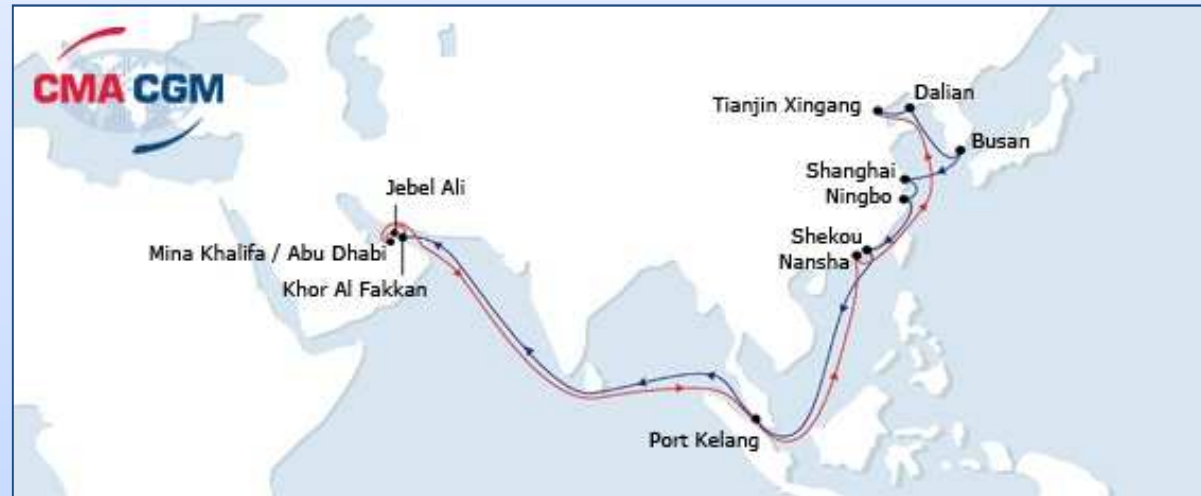 CMA CGM
Tianjin Xingang
Dalian
Busan
Shanghai
Ningbo
Jebel Ali
Shekou
Mina Khalifa / Abu Dhabi
Nansha
Khor Al Fakkan
Port Kelang